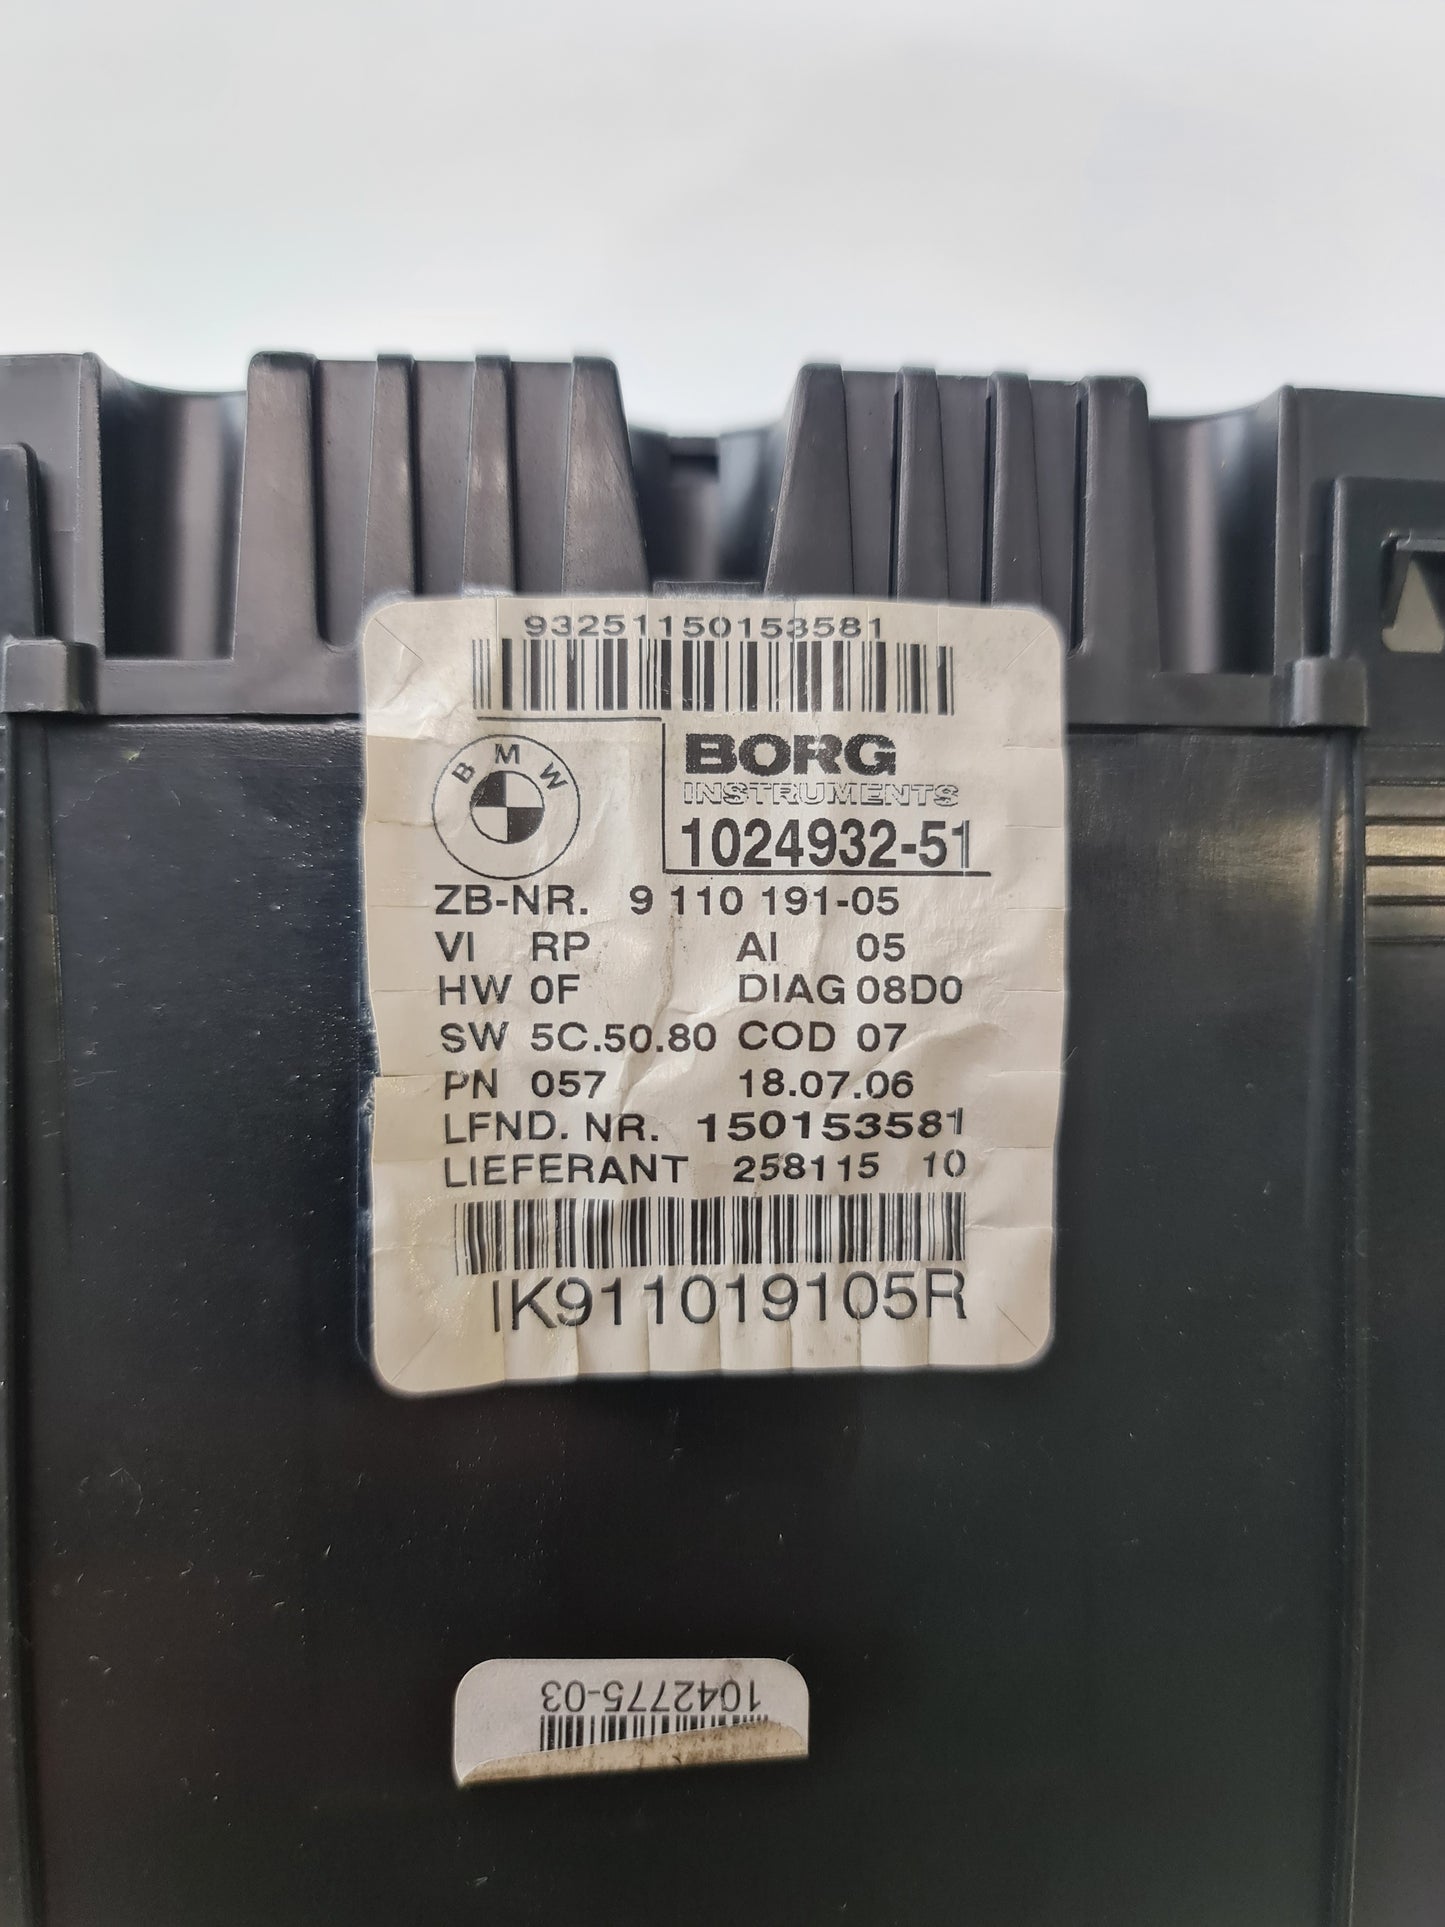 93251150153581
BMW
BORG
INSTRUMENTS
1024932-51
ZB-NR. 9 110 191-05
VI RP AI 05
HW 0F DIAG 08D0
SW 5C.50.80 COD 07
PN 057 18.07.06
LFND. NR. 150153581
LIEFERANT 258115 10
IK911019105R
1042775-03